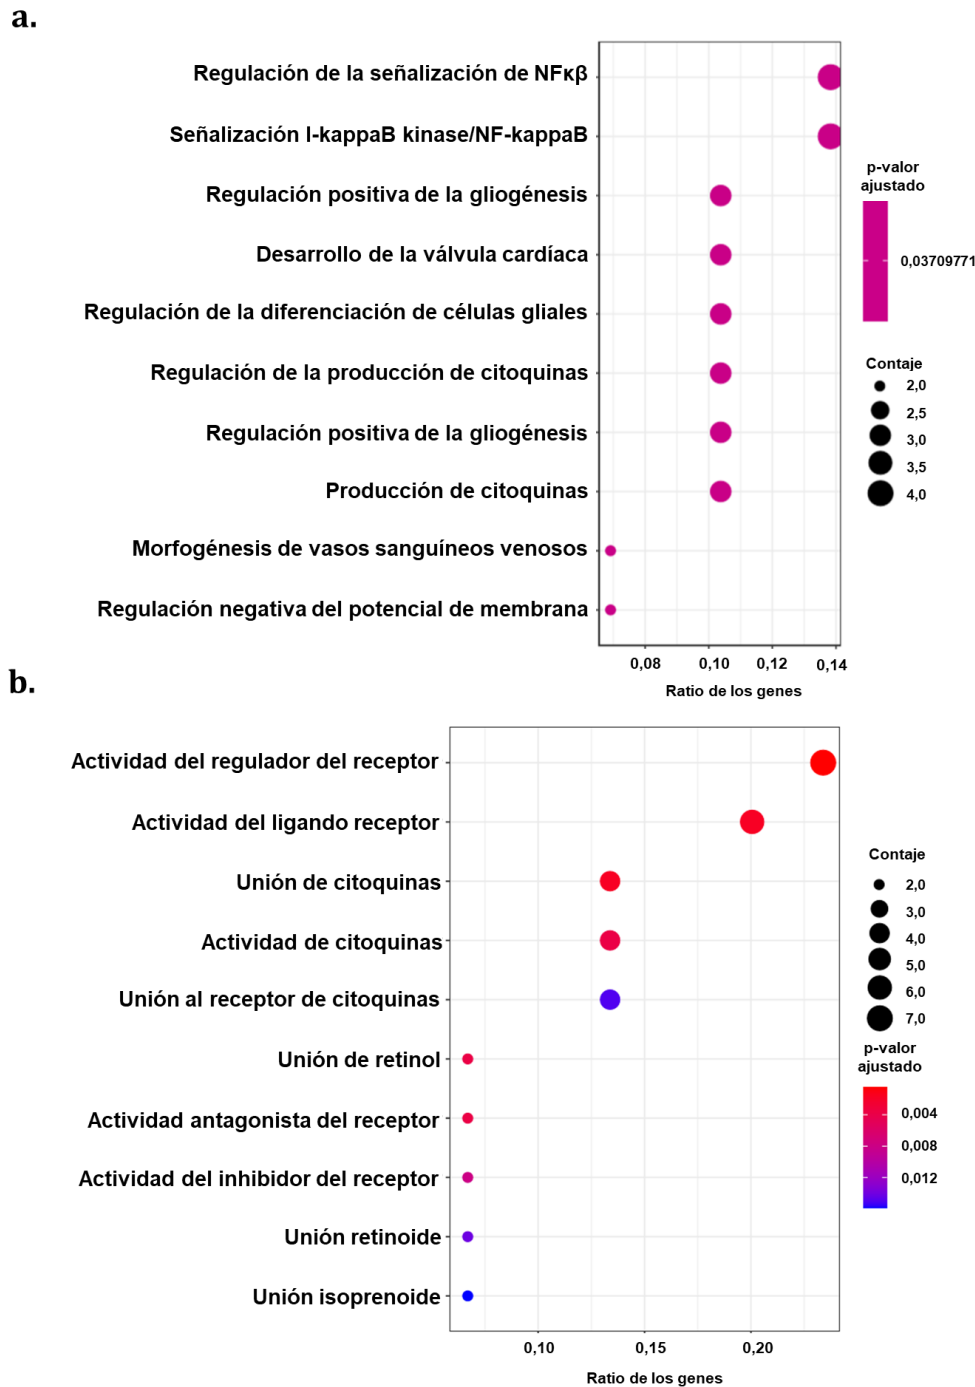 a.
Regulación de la señalización de NFκβ
Señalización I-kappaB kinase/NF-kappaB
Regulación positiva de la gliogénesis
Desarrollo de la válvula cardíaca
Regulación de la diferenciación de células gliales
Regulación de la producción de citoquinas
Regulación positiva de la gliogénesis
Producción de citoquinas
Morfogénesis de vasos sanguíneos venosos
Regulación negativa del potencial de membrana
0,08 0,10 0,12 0,14
Ratio de los genes
p-valor
ajustado
0,03709771
Contaje
2,0
2,5
3,0
3,5
4,0
b.
Actividad del regulador del receptor
Actividad del ligando receptor
Unión de citoquinas
Actividad de citoquinas
Unión al receptor de citoquinas
Unión de retinol
Actividad antagonista del receptor
Actividad del inhibidor del receptor
Unión retinoide
Unión isoprenoide
0,10 0,15 0,20
Ratio de los genes
Contaje
2,0
3,0
4,0
5,0
6,0
7,0
p-valor
ajustado
0,004
0,008
0,012